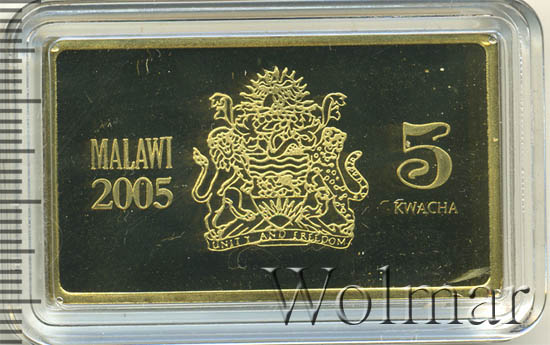 MALAWI
2005
5
KWACHA
UNITY AND FREEDOM
Wolmar